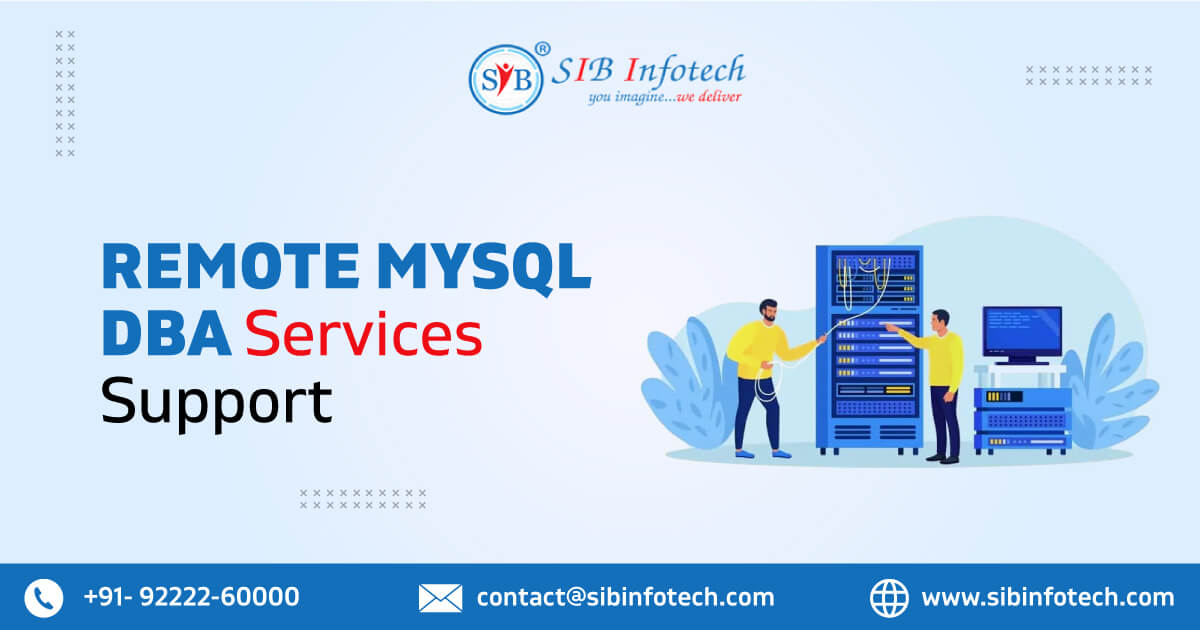 SYB
®
SIB Infotech
you imagine...we deliver
REMOTE MYSQL
DBA Services
Support
+91- 92222-60000
contact@sibinfotech.com
www.sibinfotech.com